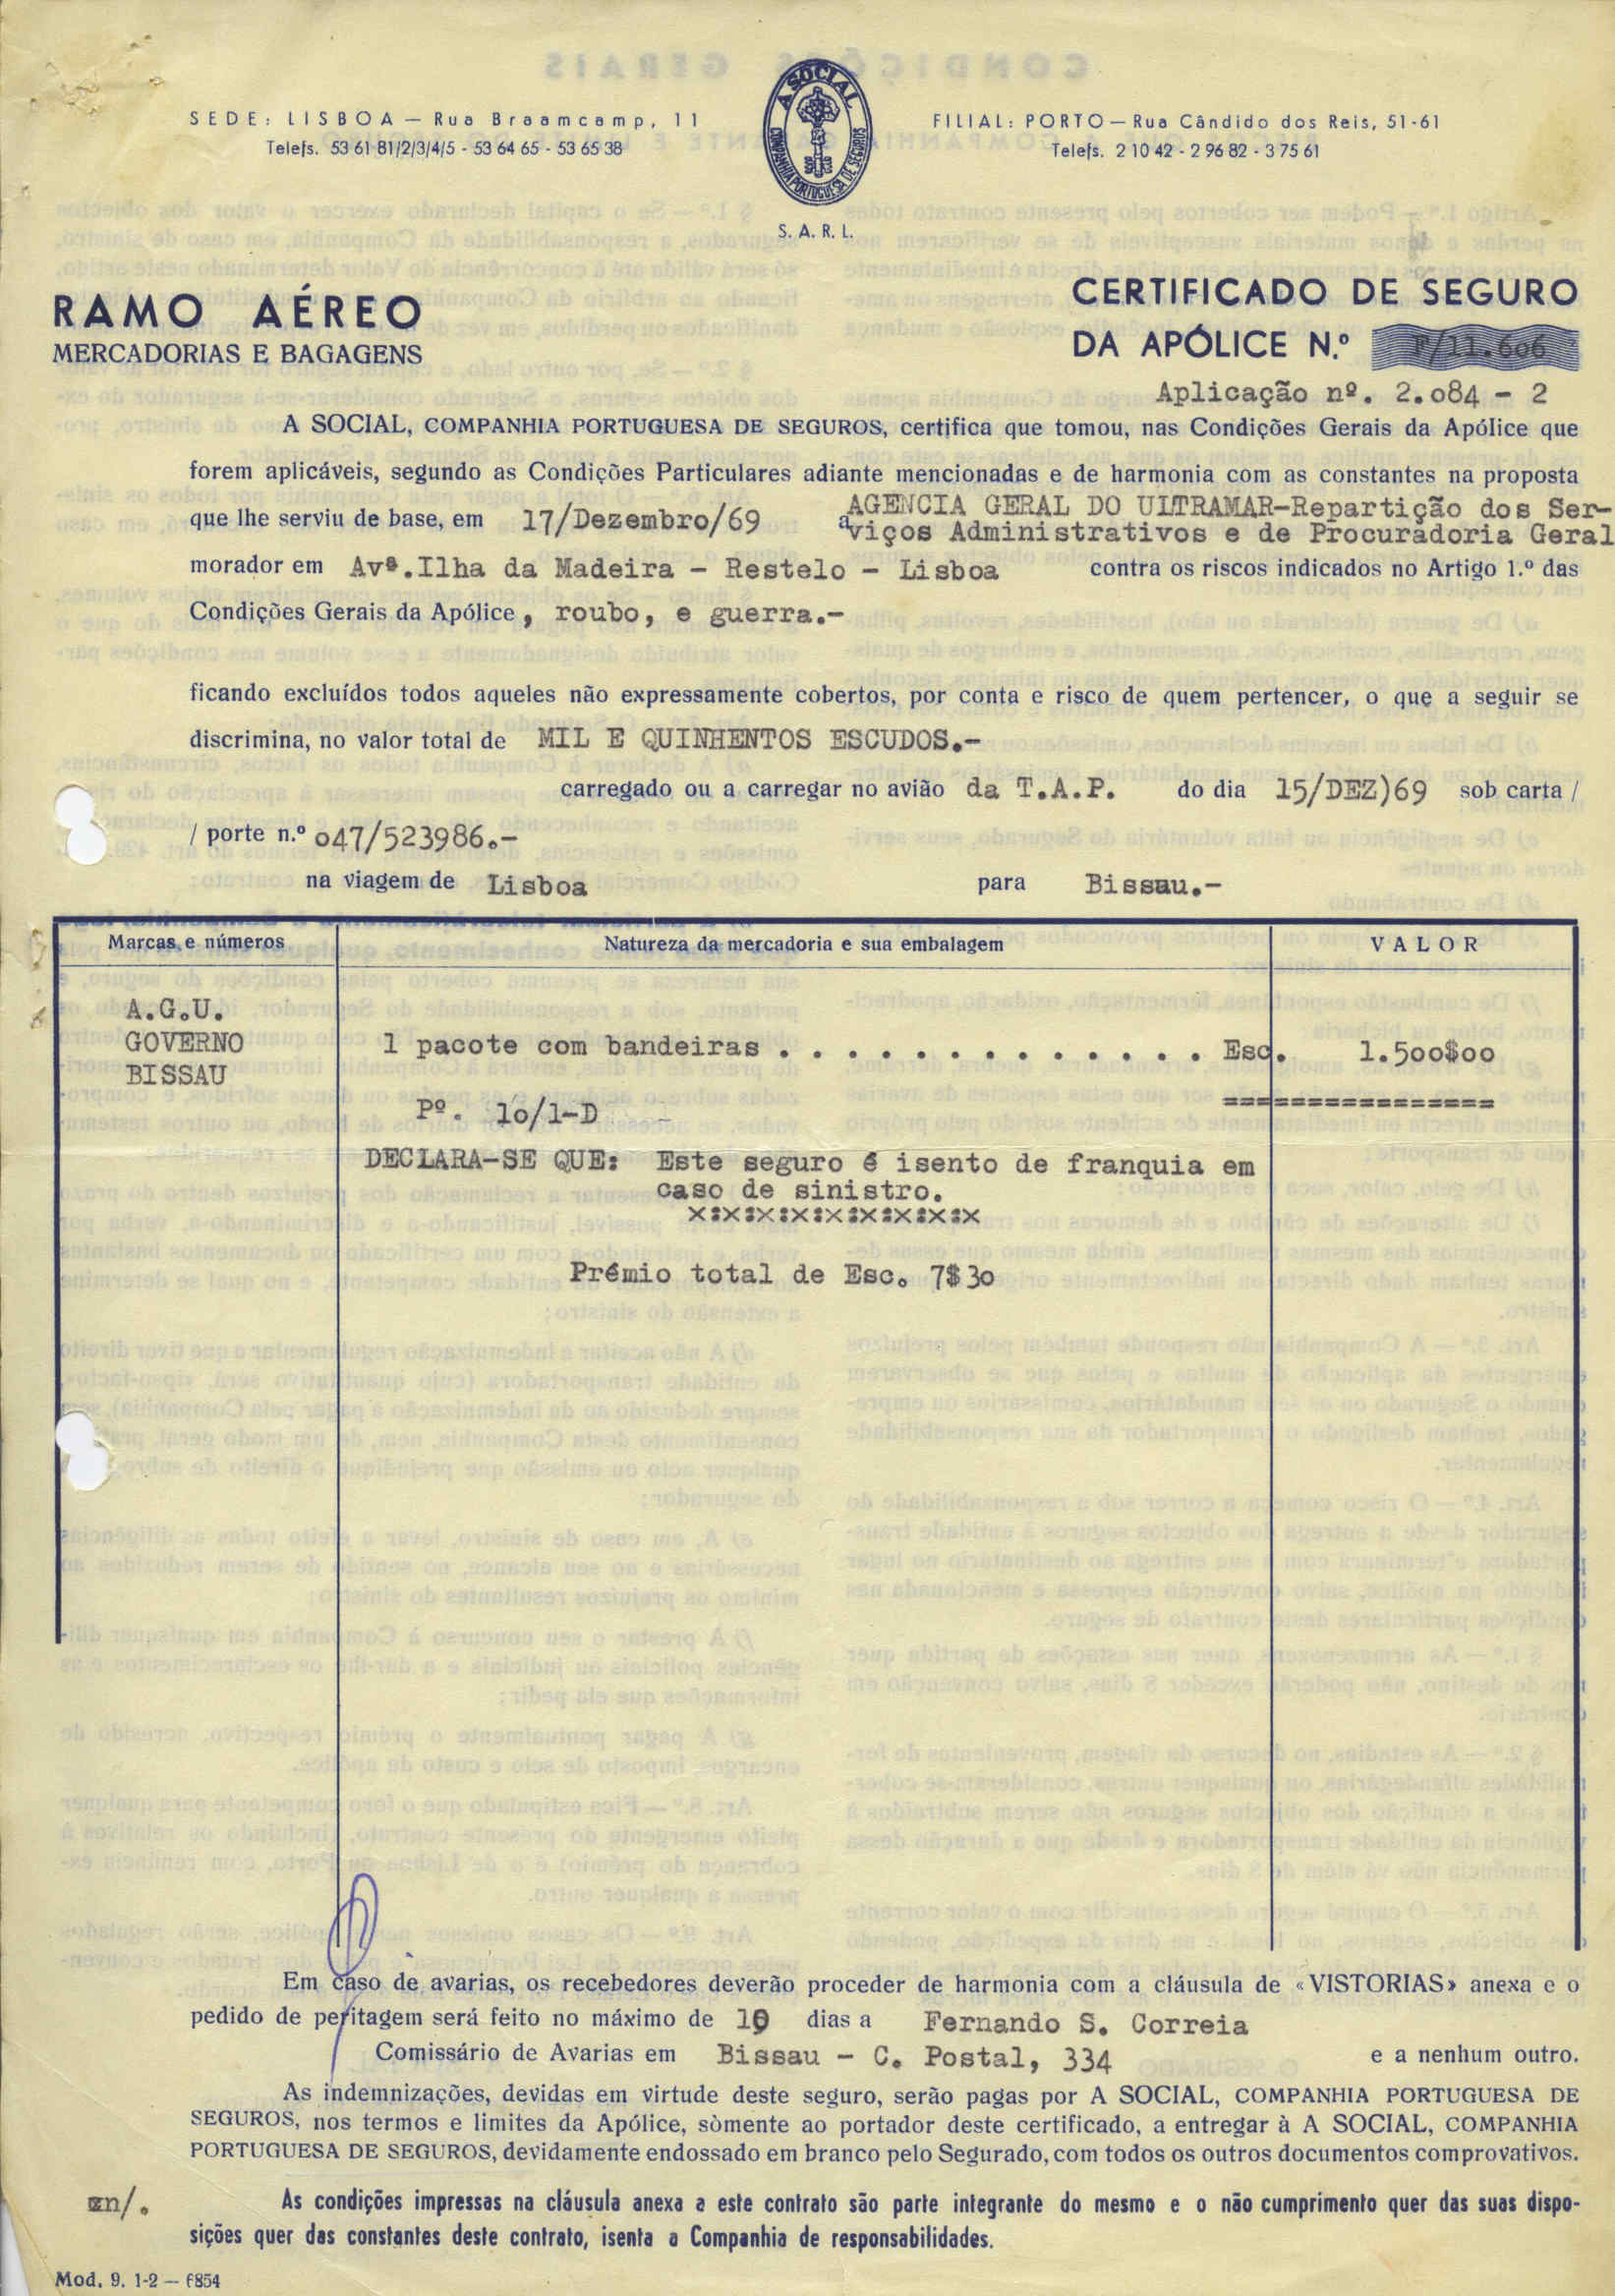 SEDE: LISBOA — Rua Braamcamp, 11
Telefs. 53 61 81/2/3/4/5 - 53 64 65 - 53 65 38
A SOCIAL
COMPANHIA PORTUGUESA DE SEGUROS
S. A. R. L.
FILIAL: PORTO — Rua Cândido dos Reis, 51-61
Telefs. 2 10 42 - 2 96 82 - 3 75 61
RAMO AÉREO
MERCADORIAS E BAGAGENS
CERTIFICADO DE SEGURO
DA APÓLICE N.º F/11.606
Aplicação nº. 2.084 - 2
A SOCIAL, COMPANHIA PORTUGUESA DE SEGUROS, certifica que tomou, nas Condições Gerais da Apólice que
forem aplicáveis, segundo as Condições Particulares adiante mencionadas e de harmonia com as constantes na proposta
que lhe serviu de base, em 17/Dezembro/69 a AGENCIA GERAL DO ULTRAMAR-Repartição dos Ser-
viços Administrativos e de Procuradoria Geral
morador em Avª.Ilha da Madeira - Restelo - Lisboa contra os riscos indicados no Artigo 1.º das
Condições Gerais da Apólice, roubo, e guerra.-
ficando excluídos todos aqueles não expressamente cobertos, por conta e risco de quem pertencer, o que a seguir se
discrimina, no valor total de MIL E QUINHENTOS ESCUDOS.-
carregado ou a carregar no avião da T.A.P. do dia 15/DEZ)69 sob carta /
/ porte n.º 047/523986.-
na viagem de Lisboa para Bissau.-
Marcas e números Natureza da mercadoria e sua embalagem VALOR
A.G.U.
GOVERNO 1 pacote com bandeiras . . . . . . . . . . . . . Esc. 1.500$00
BISSAU
================
Pº. 10/1-D
DECLARA-SE QUE: Este seguro é isento de franquia em
caso de sinistro.
X:X:X:X:X:X:X:X:X
Prémio total de Esc. 7$30
Em caso de avarias, os recebedores deverão proceder de harmonia com a cláusula de «VISTORIAS» anexa e o
pedido de peritagem será feito no máximo de 10 dias a Fernando S. Correia
Comissário de Avarias em Bissau - C. Postal, 334 e a nenhum outro.
As indemnizações, devidas em virtude deste seguro, serão pagas por A SOCIAL, COMPANHIA PORTUGUESA DE
SEGUROS, nos termos e limites da Apólice, sòmente ao portador deste certificado, a entregar à A SOCIAL, COMPANHIA
PORTUGUESA DE SEGUROS, devidamente endossado em branco pelo Segurado, com todos os outros documentos comprovativos.
As condições impressas na cláusula anexa a este contrato são parte integrante do mesmo e o não cumprimento quer das suas dispo-
sições quer das constantes deste contrato, isenta a Companhia de responsabilidades.
Mod. 9. 1-2 —